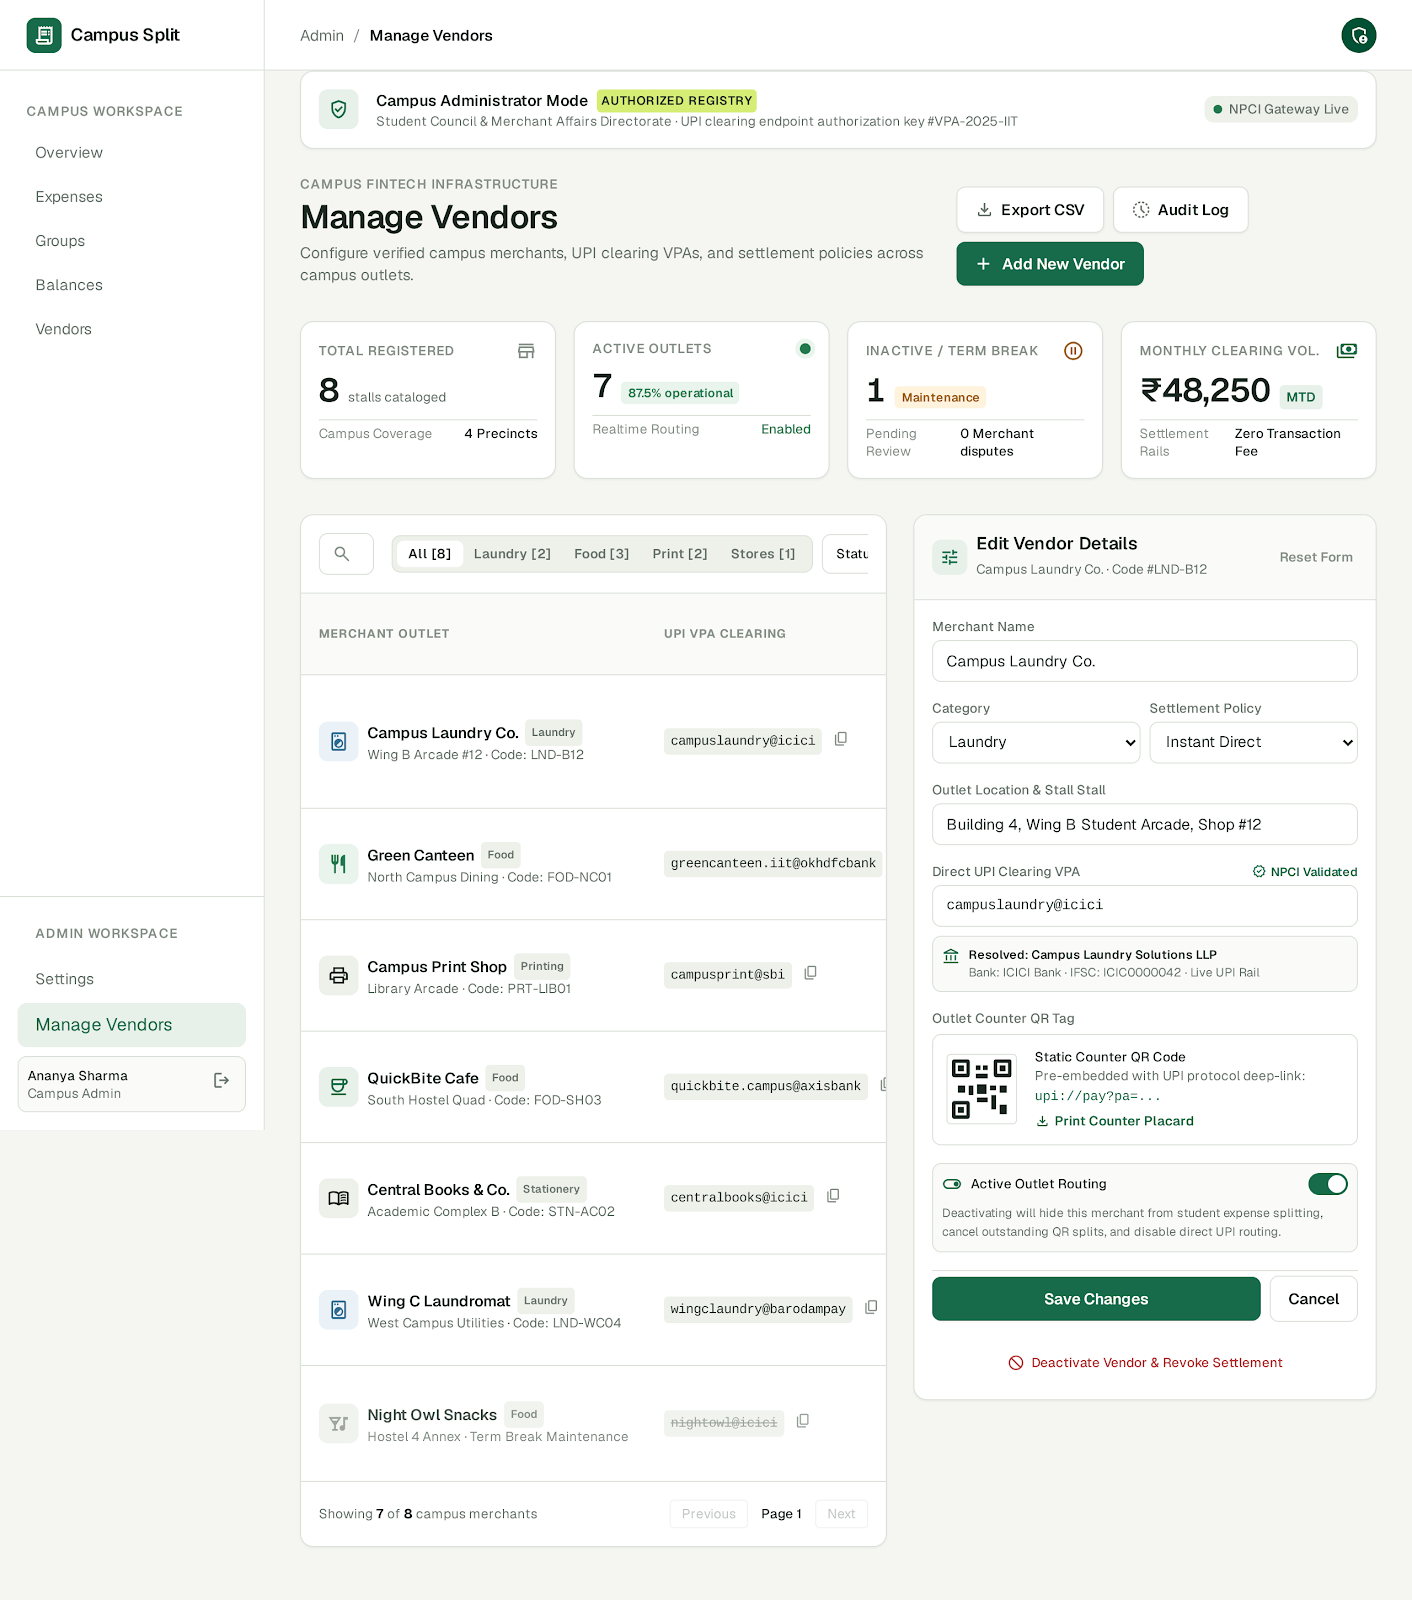 Campus Split
Admin / Manage Vendors
CAMPUS WORKSPACE
Overview
Expenses
Groups
Balances
Vendors
ADMIN WORKSPACE
Settings
Manage Vendors
Ananya Sharma
Campus Admin
Campus Administrator Mode AUTHORIZED REGISTRY
Student Council & Merchant Affairs Directorate · UPI clearing endpoint authorization key #VPA-2025-IIT
NPCI Gateway Live
CAMPUS FINTECH INFRASTRUCTURE
Manage Vendors
Configure verified campus merchants, UPI clearing VPAs, and settlement policies across
campus outlets.
Export CSV
Audit Log
Add New Vendor
TOTAL REGISTERED
8 stalls cataloged
Campus Coverage 4 Precincts
ACTIVE OUTLETS
7 87.5% operational
Realtime Routing Enabled
INACTIVE / TERM BREAK
1 Maintenance
Pending Review
0 Merchant disputes
MONTHLY CLEARING VOL.
₹48,250 MTD
Settlement Rails
Zero Transaction Fee
All [8] Laundry [2] Food [3] Print [2] Stores [1] Statu
MERCHANT OUTLET UPI VPA CLEARING
Campus Laundry Co. Laundry
Wing B Arcade #12 · Code: LND-B12
campuslaundry@icici
Green Canteen Food
North Campus Dining · Code: FOD-NC01
greencanteen.iit@okhdfcbank
Campus Print Shop Printing
Library Arcade · Code: PRT-LIB01
campusprint@sbi
QuickBite Cafe Food
South Hostel Quad · Code: FOD-SH03
quickbite.campus@axisbank
Central Books & Co. Stationery
Academic Complex B · Code: STN-AC02
centralbooks@icici
Wing C Laundromat Laundry
West Campus Utilities · Code: LND-WC04
wingclaundry@barodampay
Night Owl Snacks Food
Hostel 4 Annex · Term Break Maintenance
nightowl@icici
Showing 7 of 8 campus merchants
Previous Page 1 Next
Edit Vendor Details
Campus Laundry Co. · Code #LND-B12
Reset Form
Merchant Name
Campus Laundry Co.
Category
Laundry
Settlement Policy
Instant Direct
Outlet Location & Stall Stall
Building 4, Wing B Student Arcade, Shop #12
Direct UPI Clearing VPA NPCI Validated
campuslaundry@icici
Resolved: Campus Laundry Solutions LLP
Bank: ICICI Bank · IFSC: ICIC0000042 · Live UPI Rail
Outlet Counter QR Tag
Static Counter QR Code
Pre-embedded with UPI protocol deep-link:
upi://pay?pa=...
Print Counter Placard
Active Outlet Routing
Deactivating will hide this merchant from student expense splitting,
cancel outstanding QR splits, and disable direct UPI routing.
Save Changes
Cancel
Deactivate Vendor & Revoke Settlement